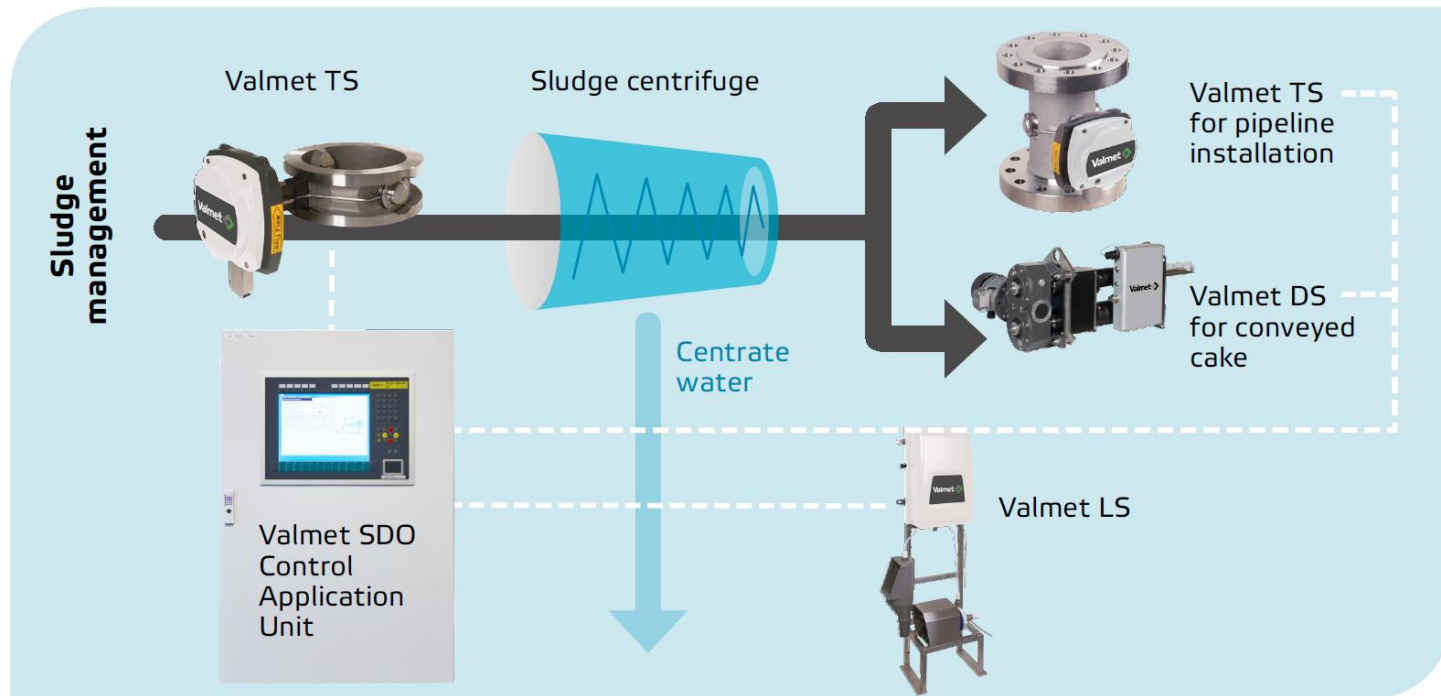 Sludge
management
Valmet TS
Sludge centrifuge
Valmet TS
for pipeline
installation
Valmet
Valmet
Valmet
Valmet DS
for conveyed
cake
Centrate
water
Valmet
Valmet LS
Valmet SDO
Control
Application
Unit